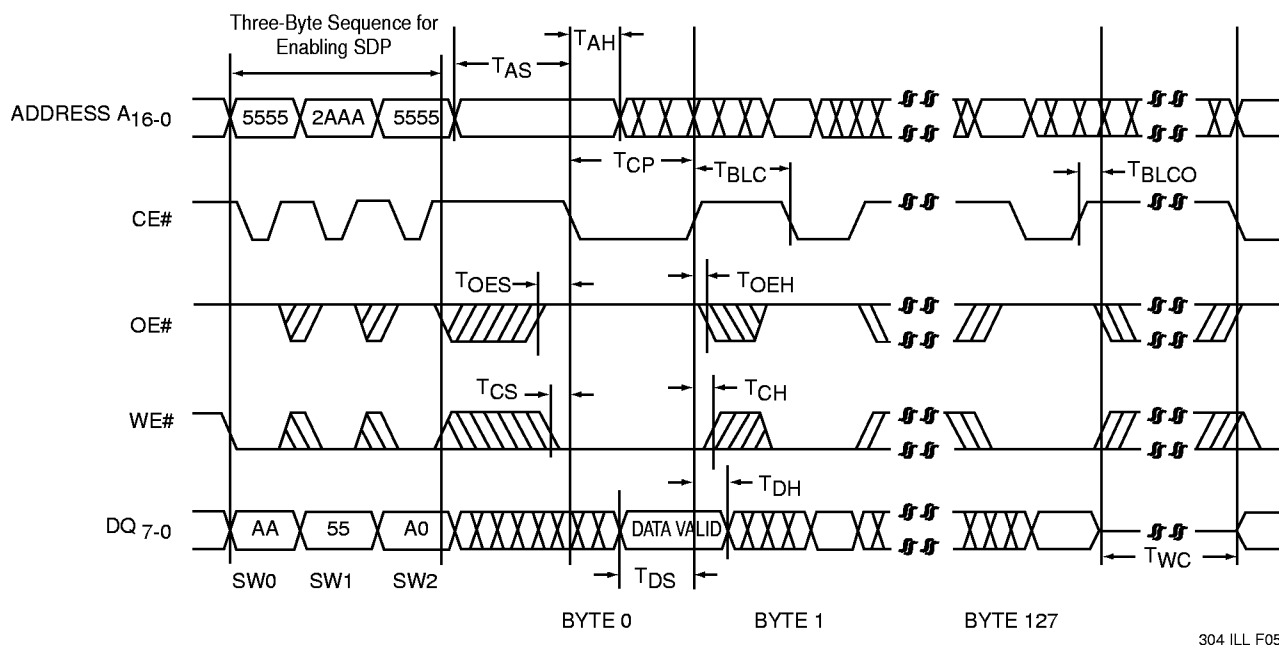 Three-Byte Sequence for
Enabling SDP
TAH
TAS
ADDRESS A16-0
5555 2AAA 5555
TCP
TBLC
TBLCO
CE#
TOES
TOEH
OE#
TCS
TCH
WE#
TDH
DQ 7-0
AA 55 A0
DATA VALID
TWC
SW0 SW1 SW2
TDS
BYTE 0 BYTE 1 BYTE 127
304 ILL F05